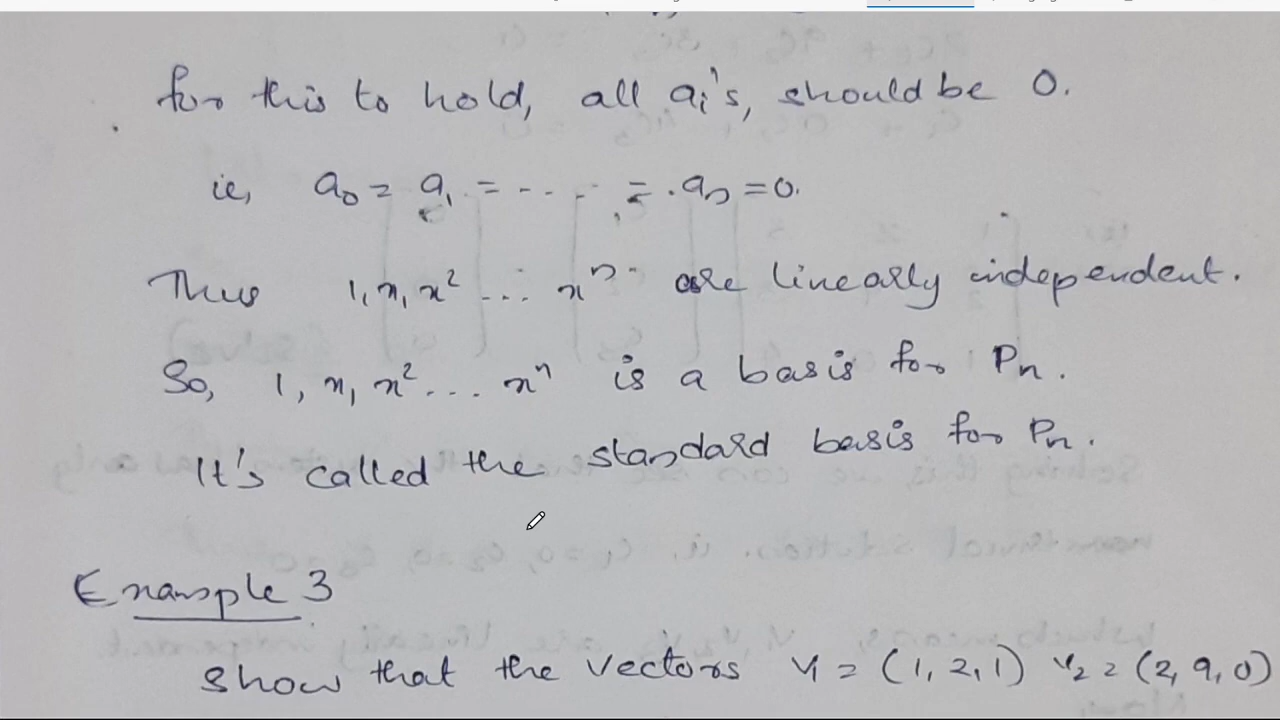 for this to hold, all aᵢ's, should be 0.
ie, a₀ = a₁ = ..... = aₙ = 0.
Thus 1, x, x² ... xⁿ are linearly independent.
So, 1, x, x² ... xⁿ is a basis for Pₙ.
It's called the standard basis for Pₙ.
Example 3
show that the vectors v₁ = (1, 2, 1) v₂ = (2, 9, 0)